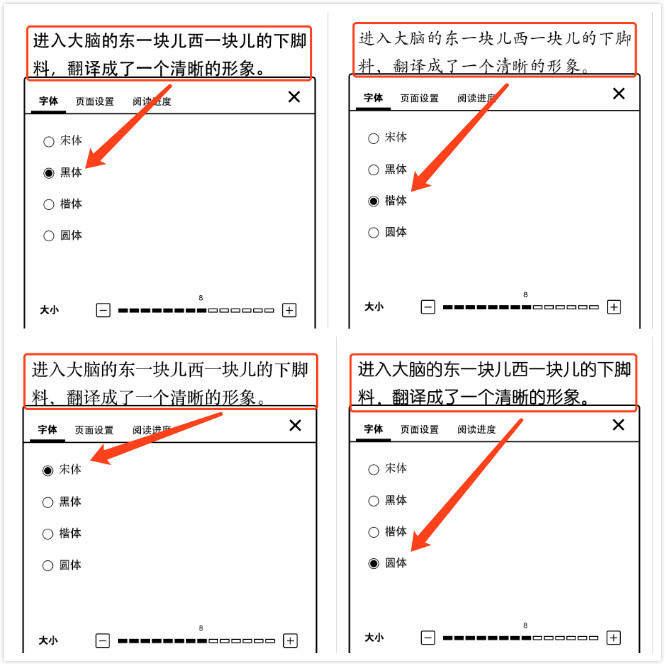 进入大脑的东一块儿西一块儿的下脚
料，翻译成了一个清晰的形象。
字体 页面设置 阅读进度
宋体
黑体
楷体
圆体
8
大小
进入大脑的东一块儿西一块儿的下脚
料，翻译成了一个清晰的形象。
字体 页面设置 阅读进度
宋体
黑体
楷体
圆体
8
大小
进入大脑的东一块儿西一块儿的下脚
料，翻译成了一个清晰的形象。
字体 页面设置 阅读进度
宋体
黑体
楷体
圆体
8
大小
进入大脑的东一块儿西一块儿的下脚
料，翻译成了一个清晰的形象。
字体 页面设置 阅读进度
宋体
黑体
楷体
圆体
8
大小